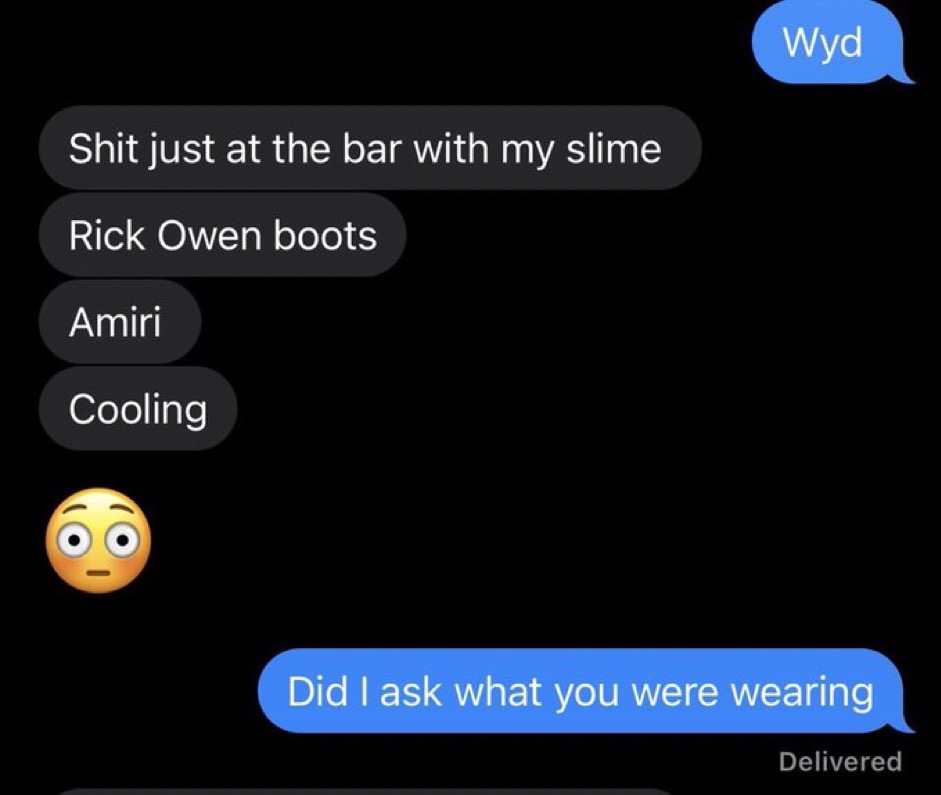 Wyd
Shit just at the bar with my slime
Rick Owen boots
Amiri
Cooling
Did I ask what you were wearing
Delivered